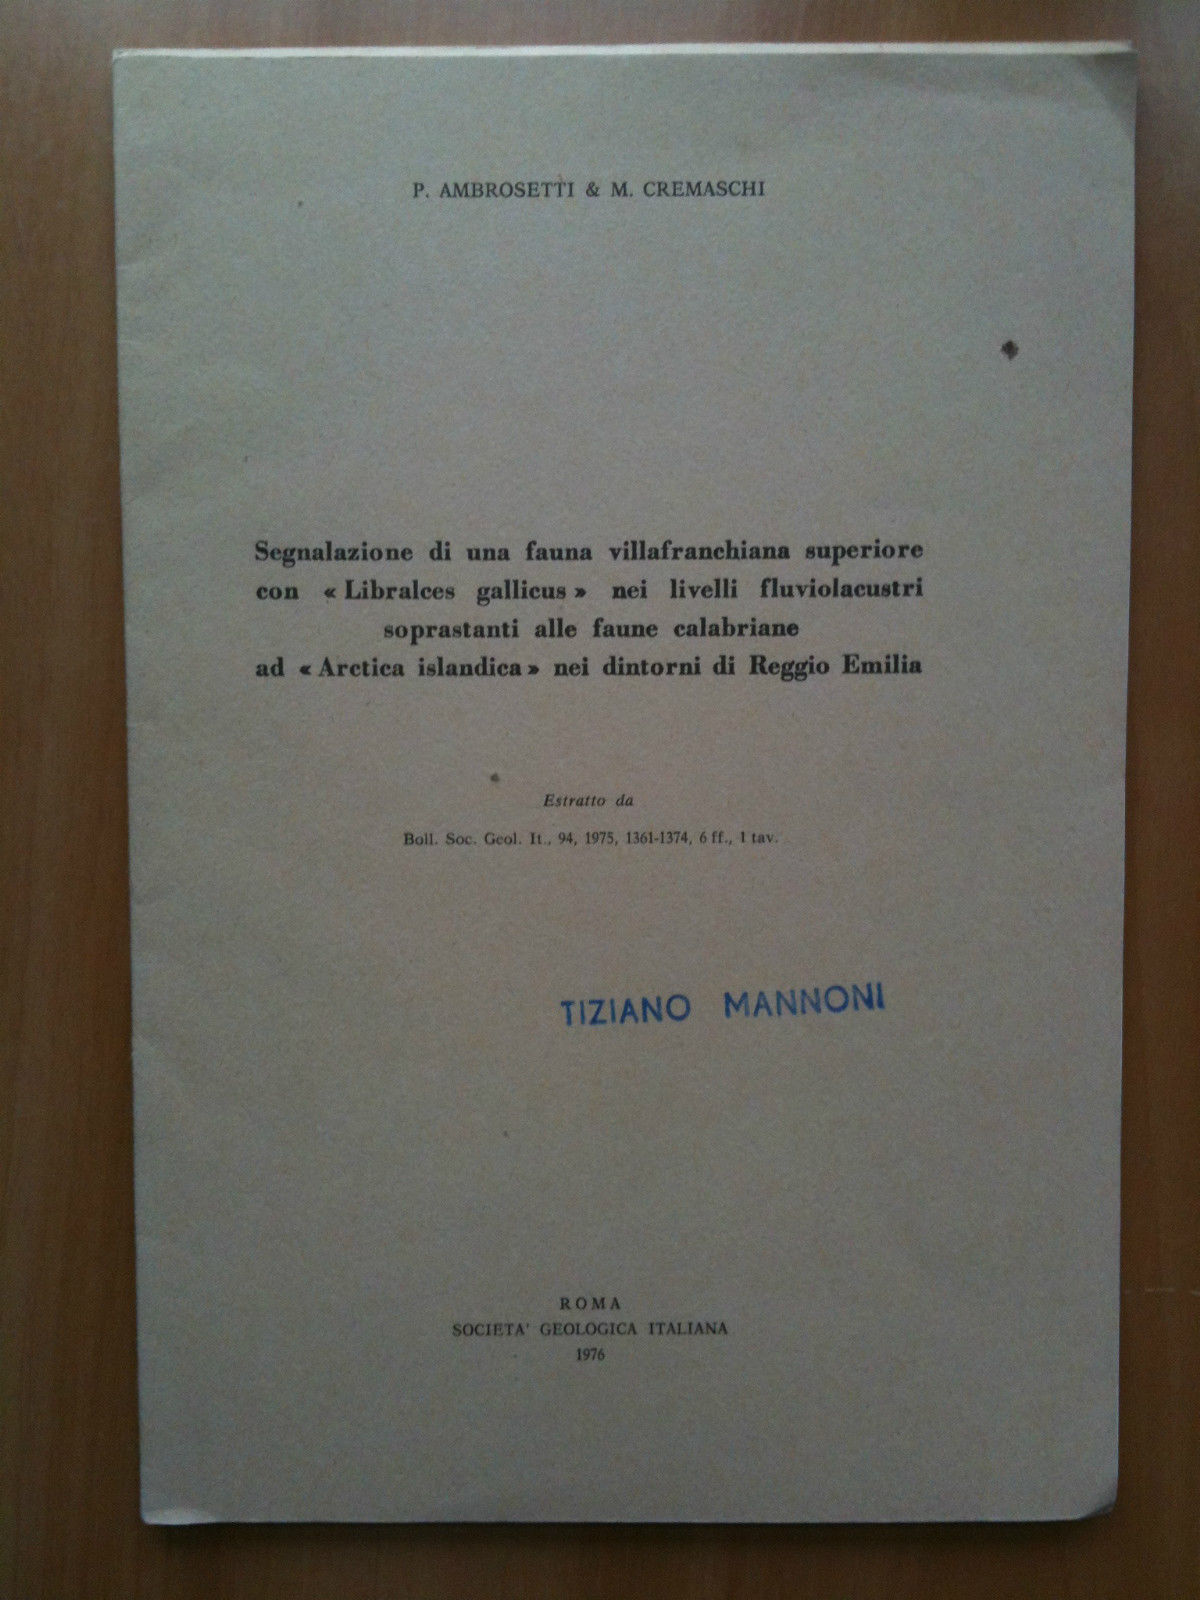 P. AMBROSETTI & M. CREMASCHI
Segnalazione di una fauna villafranchiana superiore
con « Libralces gallicus » nei livelli fluviolacustri
soprastanti alle faune calabriane
ad « Arctica islandica » nei dintorni di Reggio Emilia
Estratto da
Boll. Soc. Geol. It., 94, 1975, 1361-1374, 6 ff., 1 tav.
TIZIANO MANNONI
ROMA
SOCIETA' GEOLOGICA ITALIANA
1976